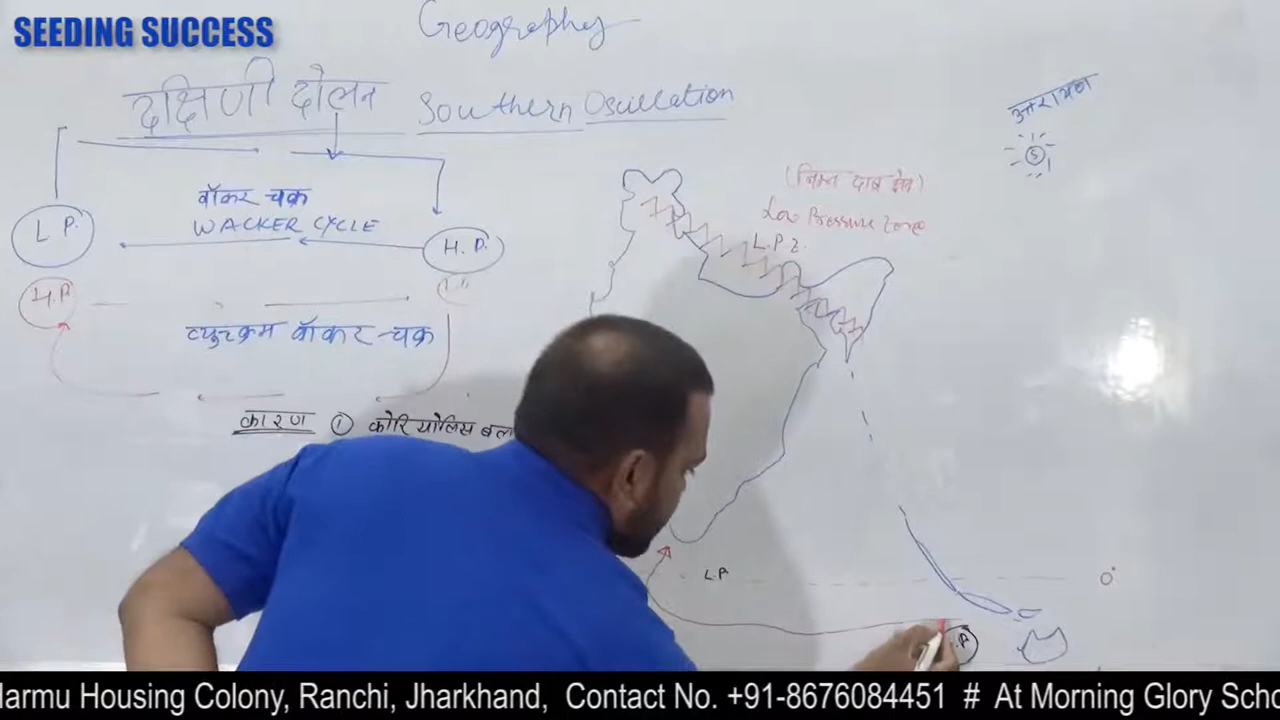 SEEDING SUCCESS
Geography
दक्षिणी दोलन Southern Oscillation
उत्तरायण
S
वॉकर चक्र
WACKER CYCLE
L P.
H. P.
(निम्न दाब क्षेत्र)
Low Pressure Zone
L.P.Z.
H.P
व्युत्क्रम वॉकर-चक्र
कारण ① कोरियोलिस बल
L.P
0°
Harmu Housing Colony, Ranchi, Jharkhand, Contact No. +91-8676084451 # At Morning Glory